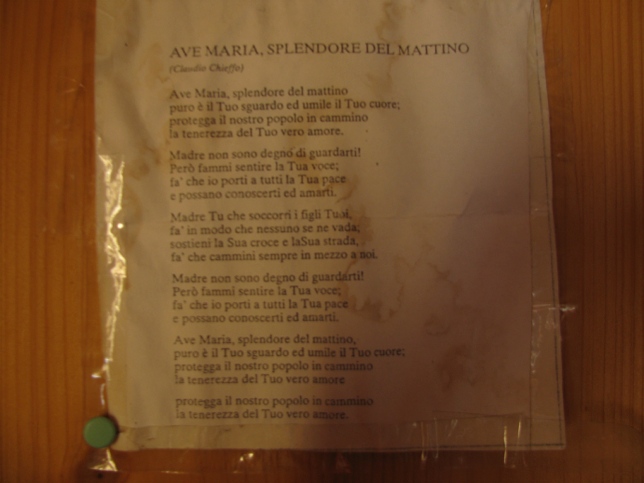 AVE MARIA, SPLENDORE DEL MATTINO
(Claudio Chieffo)
Ave Maria, splendore del mattino
puro è il Tuo sguardo ed umile il Tuo cuore;
protegga il nostro popolo in cammino
la tenerezza del Tuo vero amore.
Madre non sono degno di guardarti!
Però fammi sentire la Tua voce;
fa' che io porti a tutti la Tua pace
e possano conoscerti ed amarti.
Madre Tu che soccorri i figli Tuoi,
fa' in modo che nessuno se ne vada;
sostieni la Sua croce e laSua strada,
fa' che cammini sempre in mezzo a noi.
Madre non sono degno di guardarti!
Però fammi sentire la Tua voce;
fa' che io porti a tutti la Tua pace
e possano conoscerti ed amarti.
Ave Maria, splendore del mattino,
puro è il Tuo sguardo ed umile il Tuo cuore;
protegga il nostro popolo in cammino
la tenerezza del Tuo vero amore
protegga il nostro popolo in cammino
la tenerezza del Tuo vero amore.